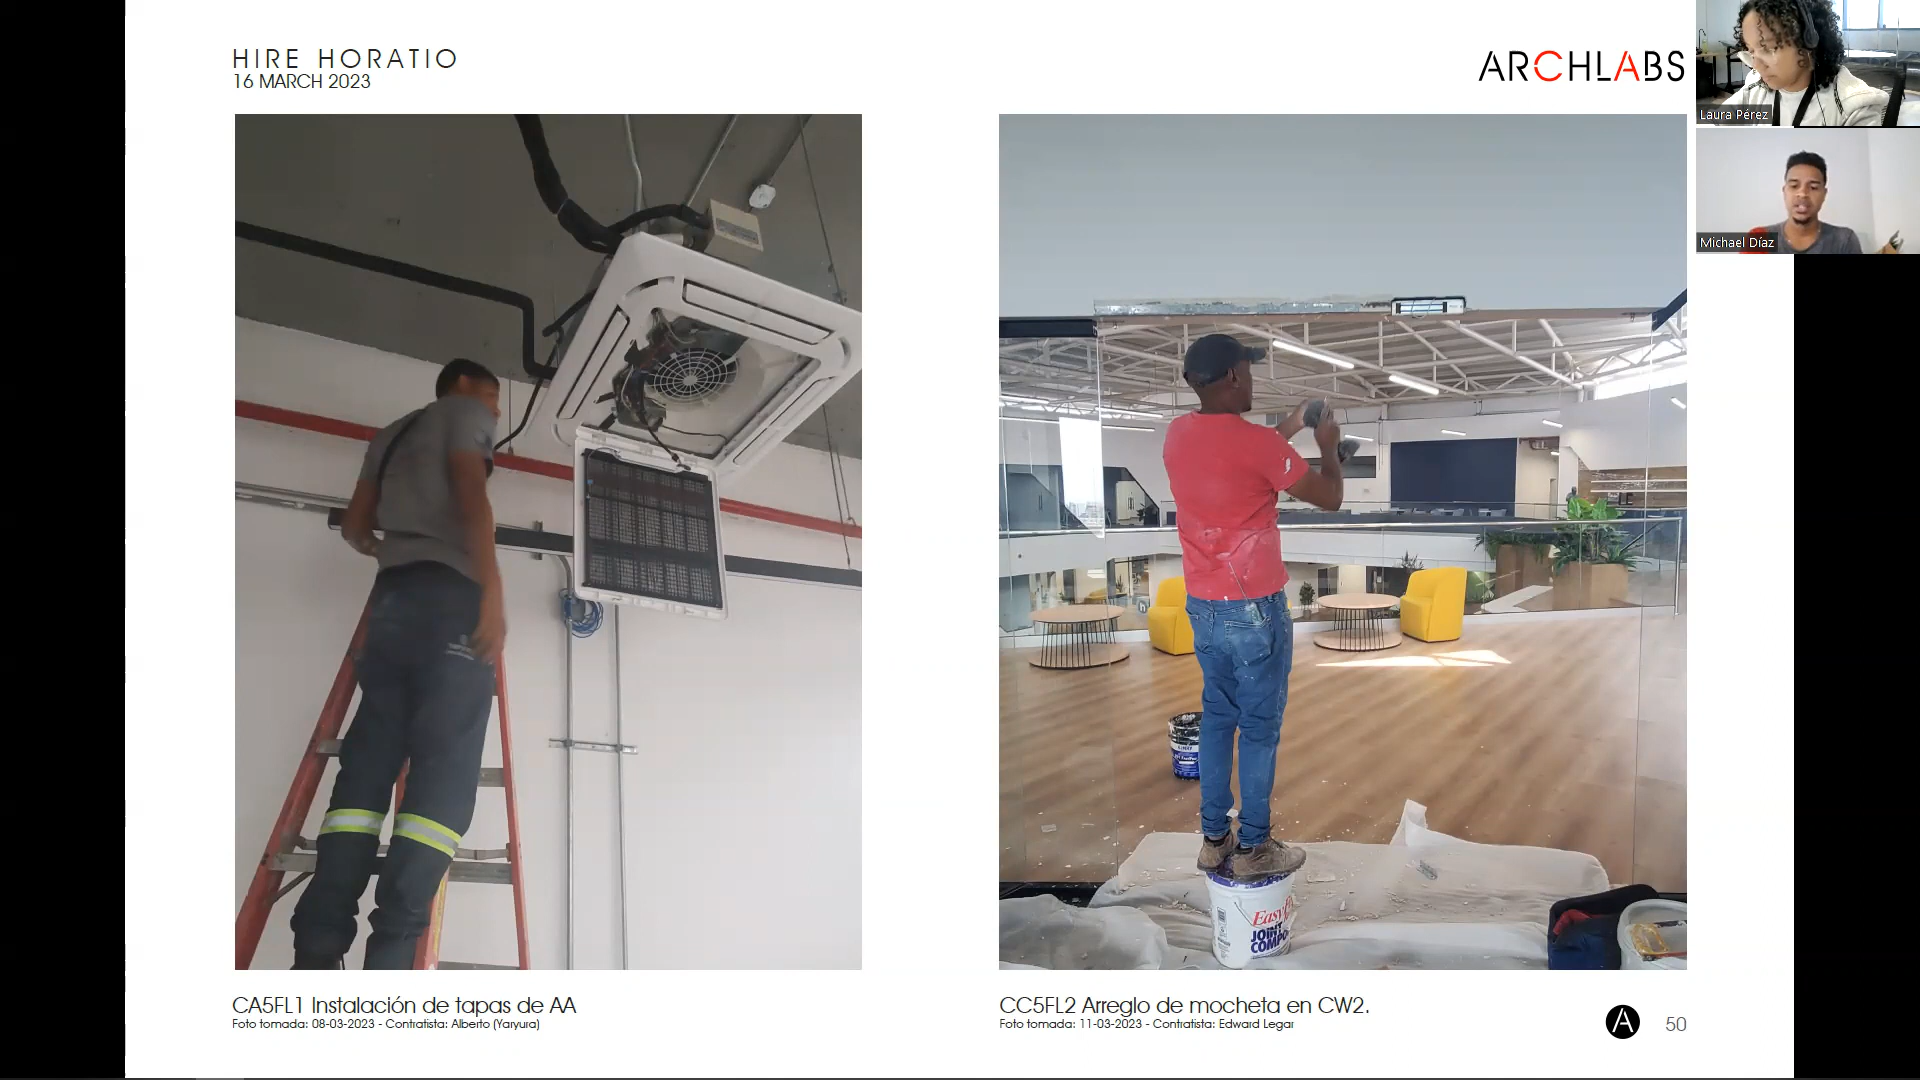 HIRE HORATIO
16 MARCH 2023
ARCHLABS
Laura Pérez
Michael Díaz
JOINT
CA5FL1 Instalación de tapas de AA
Foto tomada: 08-03-2023 - Contratista: Alberto (Yaryura)
CC5FL2 Arreglo de mocheta en CW2.
Foto tomada: 11-03-2023 - Contratista: Edward Legar
A
50